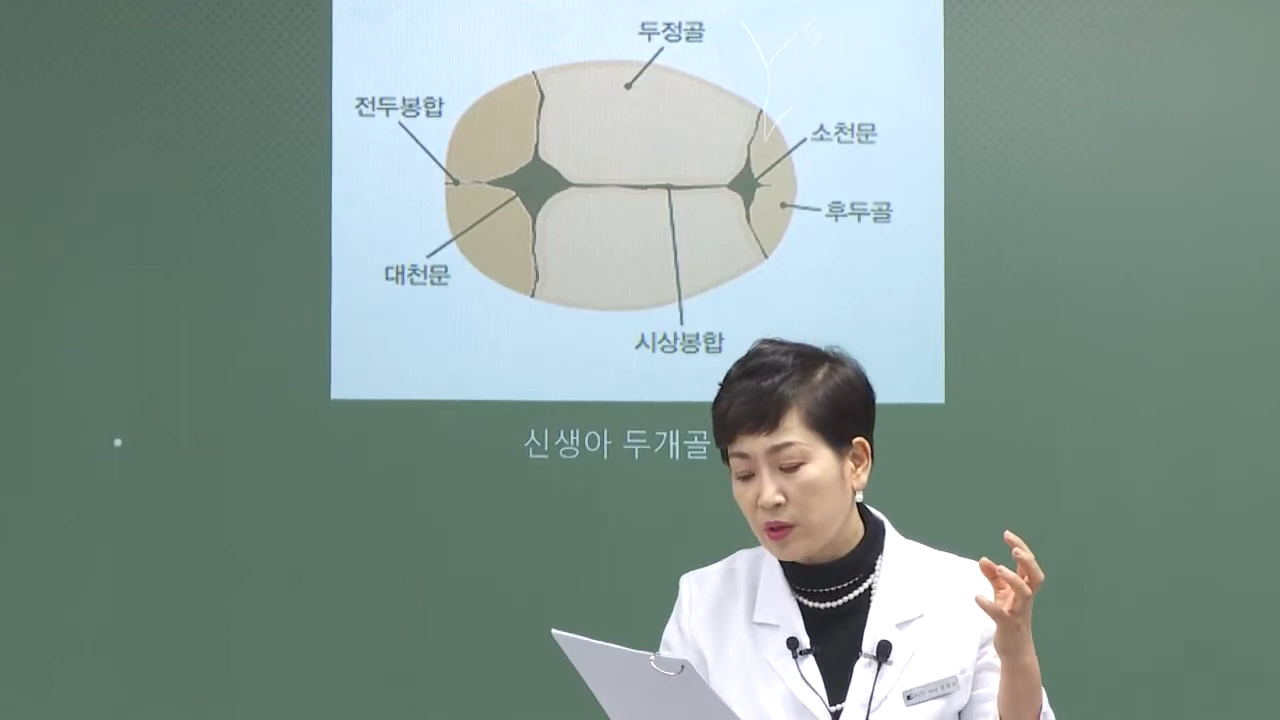 두정골
전두봉합
소천문
후두골
대천문
시상봉합
신생아 두개골